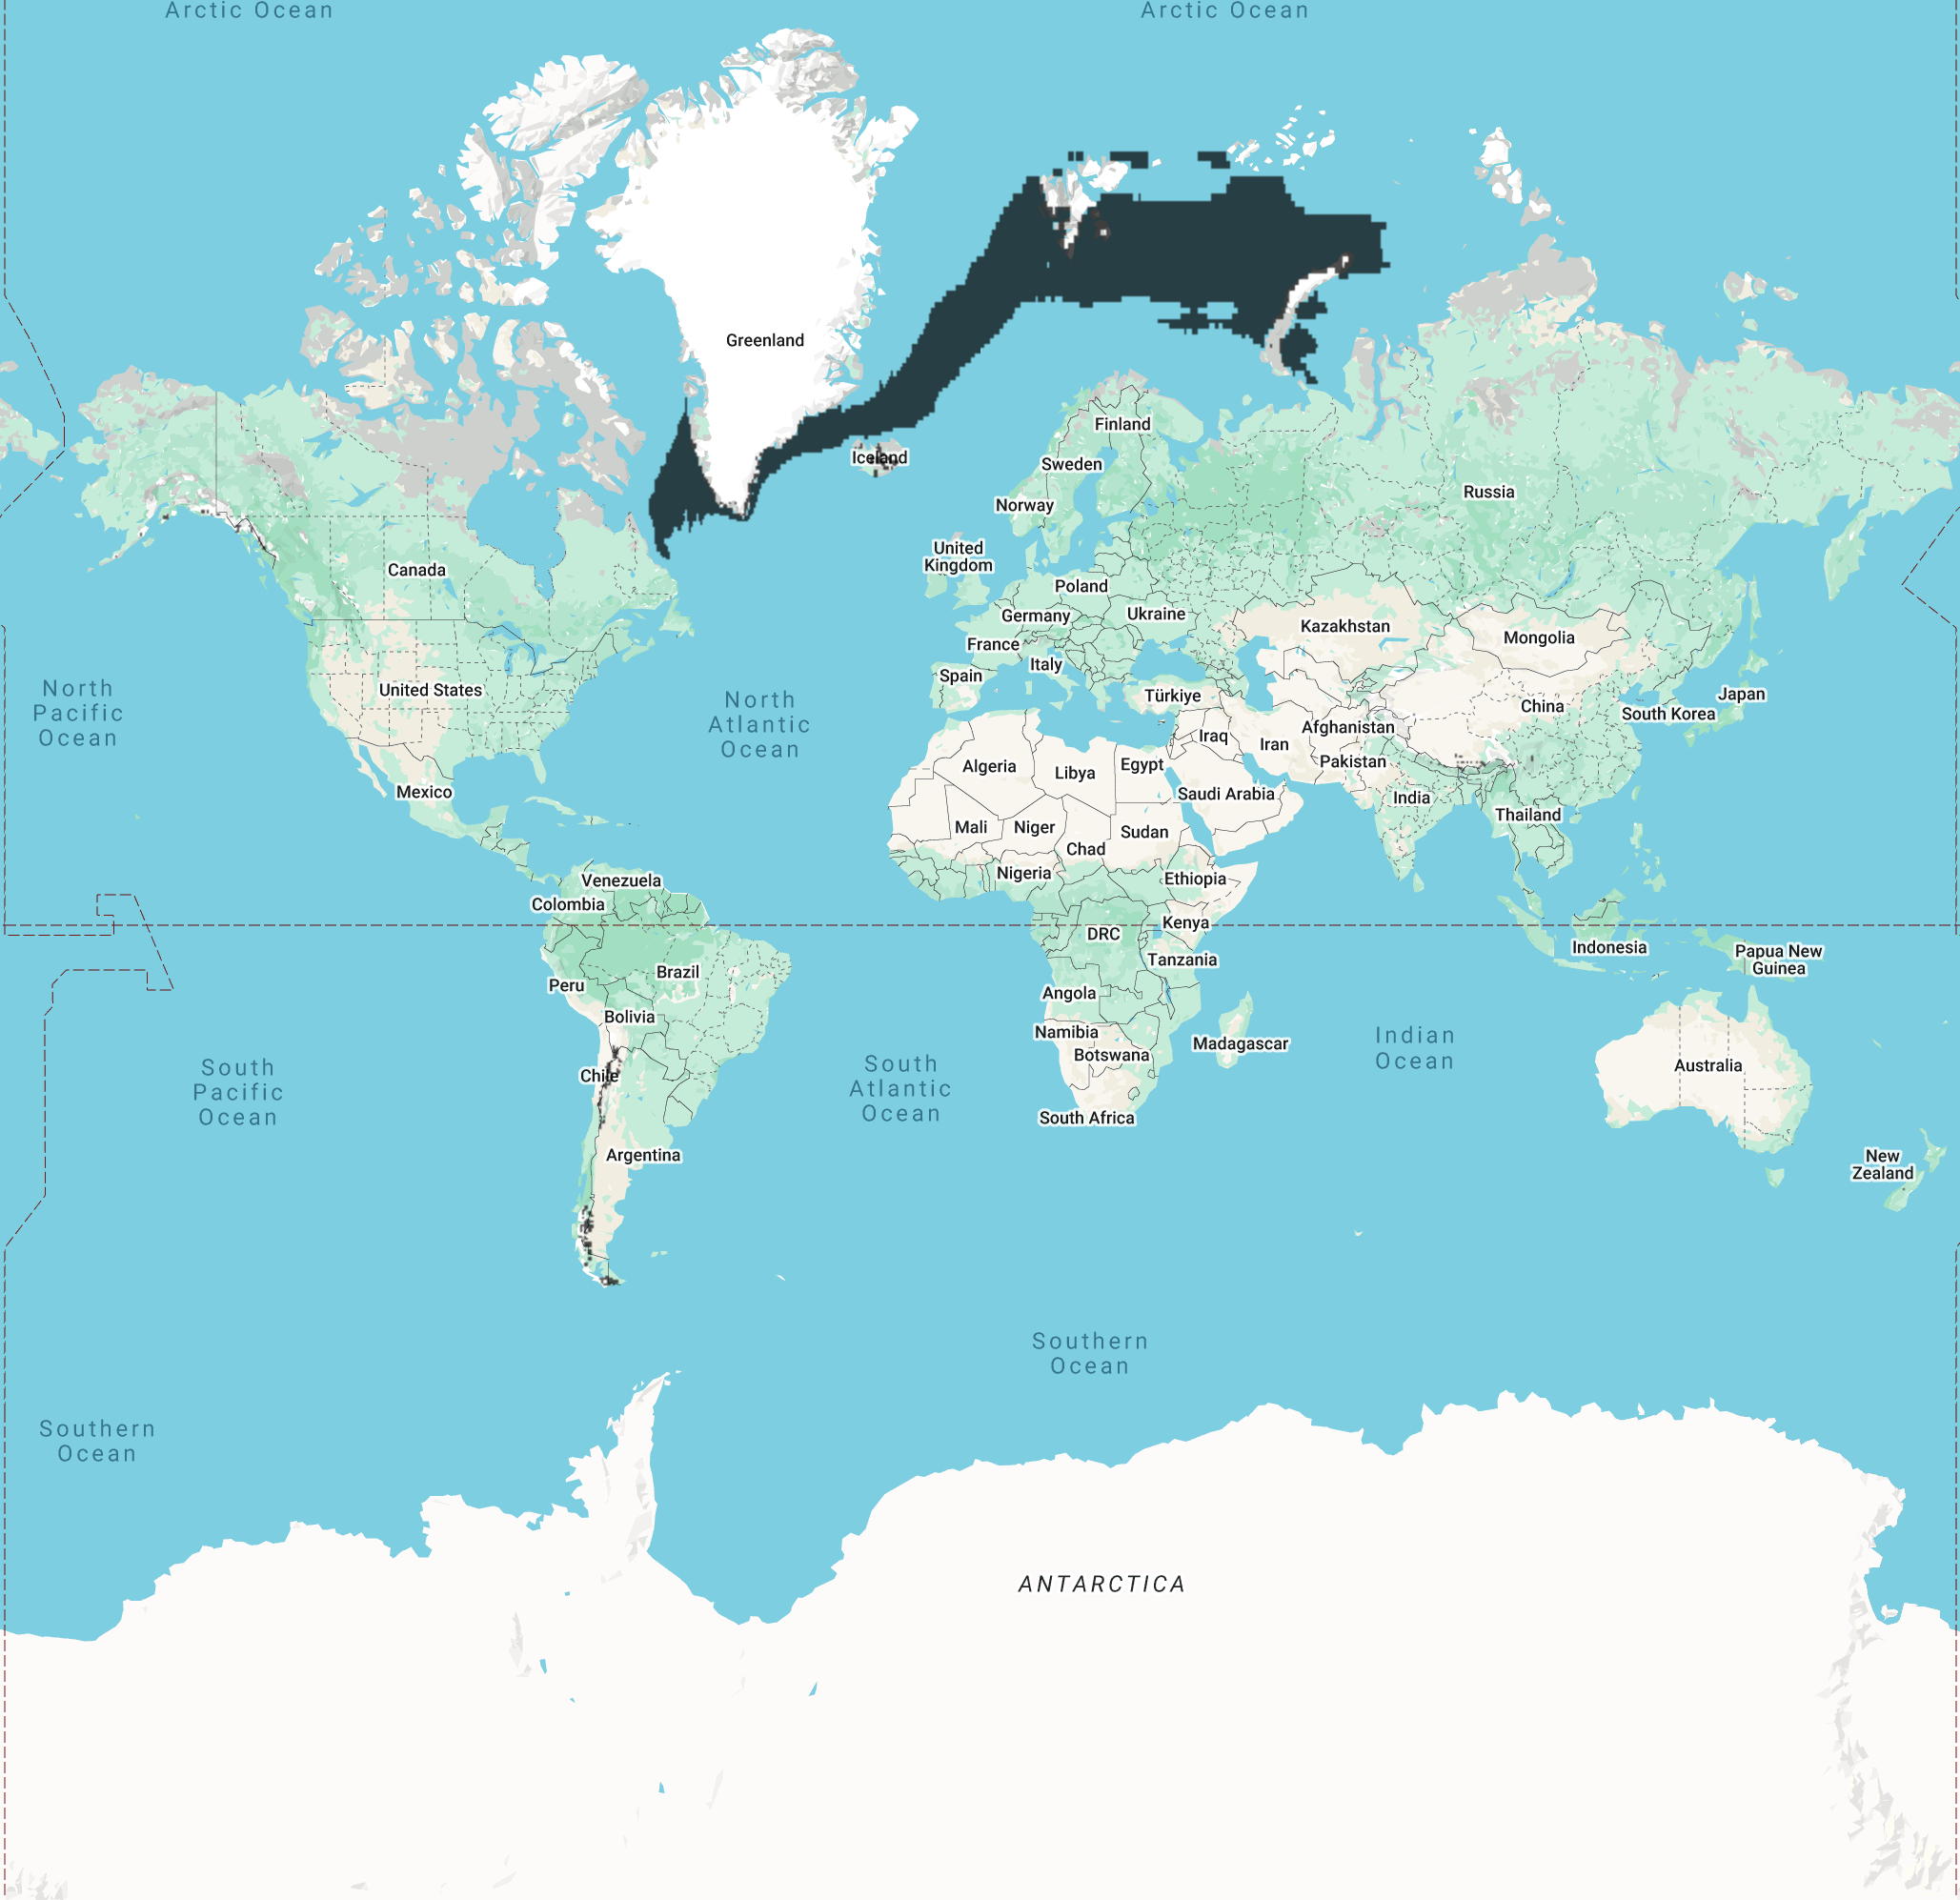 Arctic Ocean
Arctic Ocean
Greenland
Iceland
Finland
Sweden
Norway
Russia
United
Kingdom
Canada
Poland
Germany
Ukraine
France
Kazakhstan
Mongolia
Italy
Spain
United States
Türkiye
North
Pacific
Ocean
North
Atlantic
Ocean
Japan
China
South Korea
Afghanistan
Iraq
Iran
Pakistan
Algeria
Libya
Egypt
Saudi Arabia
Mexico
India
Thailand
Mali
Niger
Sudan
Chad
Nigeria
Ethiopia
Venezuela
Colombia
Kenya
DRC
Indonesia
Papua New
Guinea
Tanzania
Brazil
Peru
Angola
Bolivia
Namibia
Botswana
Madagascar
Indian
Ocean
Australia
Chile
South
Pacific
Ocean
South
Atlantic
Ocean
South Africa
Argentina
New
Zealand
Southern
Ocean
Southern
Ocean
ANTARCTICA